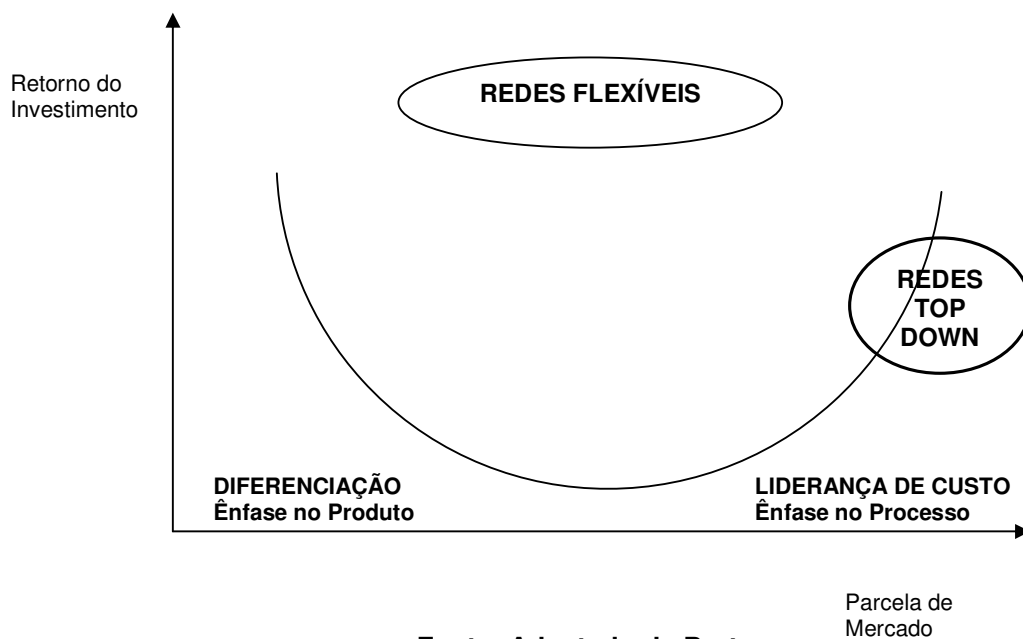 Retorno do
Investimento
REDES FLEXÍVEIS
REDES
TOP
DOWN
DIFERENCIAÇÃO
Ênfase no Produto
LIDERANÇA DE CUSTO
Ênfase no Processo
Parcela de
Mercado